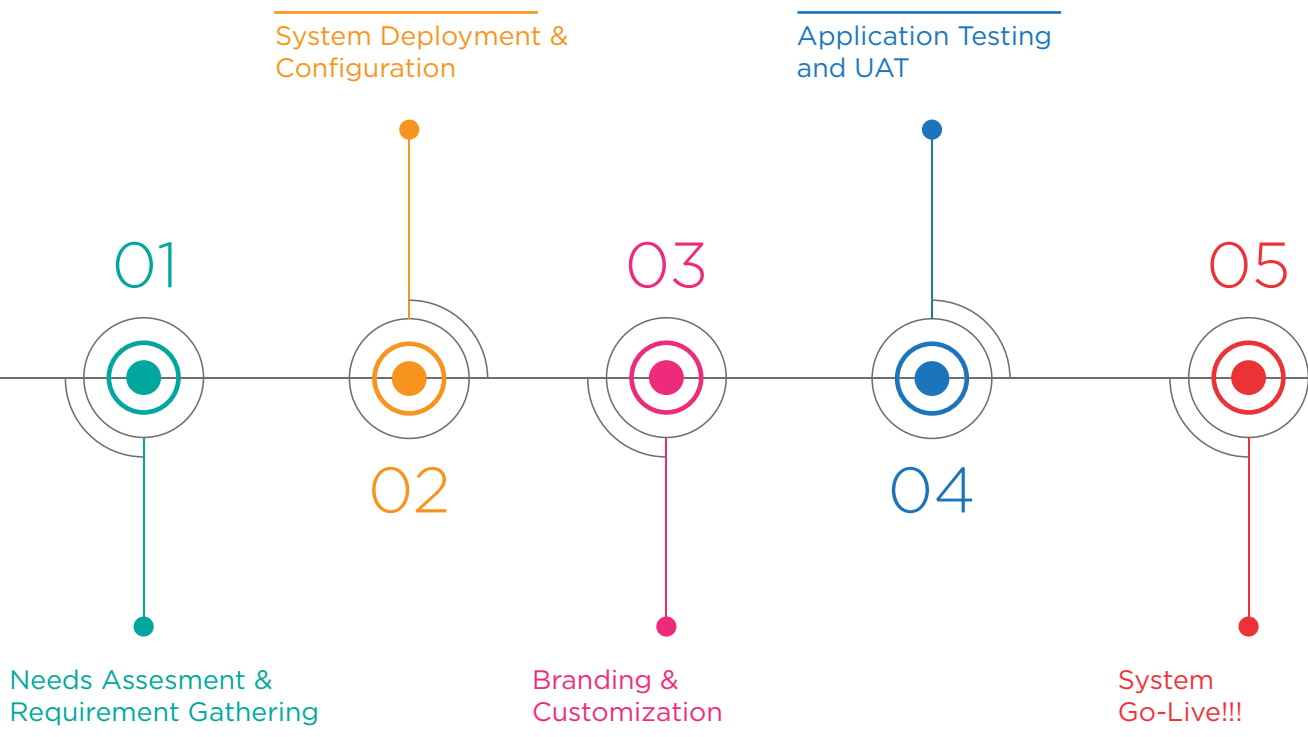 System Deployment &
Configuration
Application Testing
and UAT
01
03
05
02
04
Needs Assesment &
Requirement Gathering
Branding &
Customization
System
Go-Live!!!